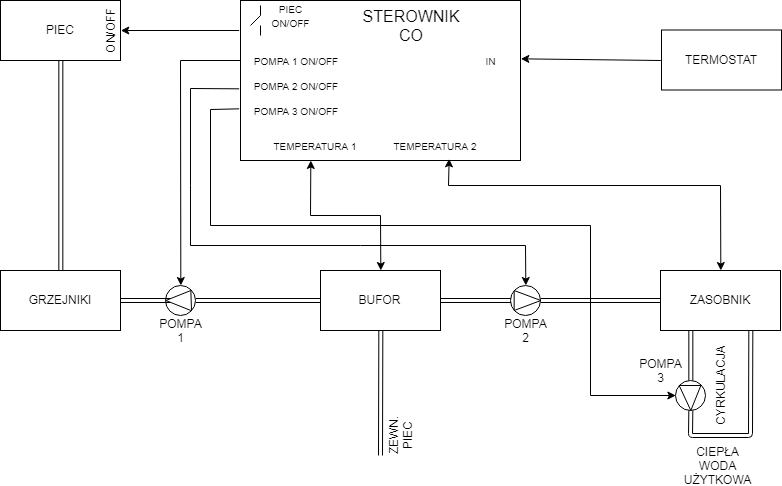 PIEC
ON/OFF
PIEC
ON/OFF
STEROWNIK
CO
POMPA 1 ON/OFF
IN
POMPA 2 ON/OFF
POMPA 3 ON/OFF
TEMPERATURA 1
TEMPERATURA 2
TERMOSTAT
GRZEJNIKI
POMPA
1
BUFOR
POMPA
2
ZASOBNIK
POMPA
3
CYRKULACJA
ZEWN.
PIEC
CIEPŁA
WODA
UŻYTKOWA